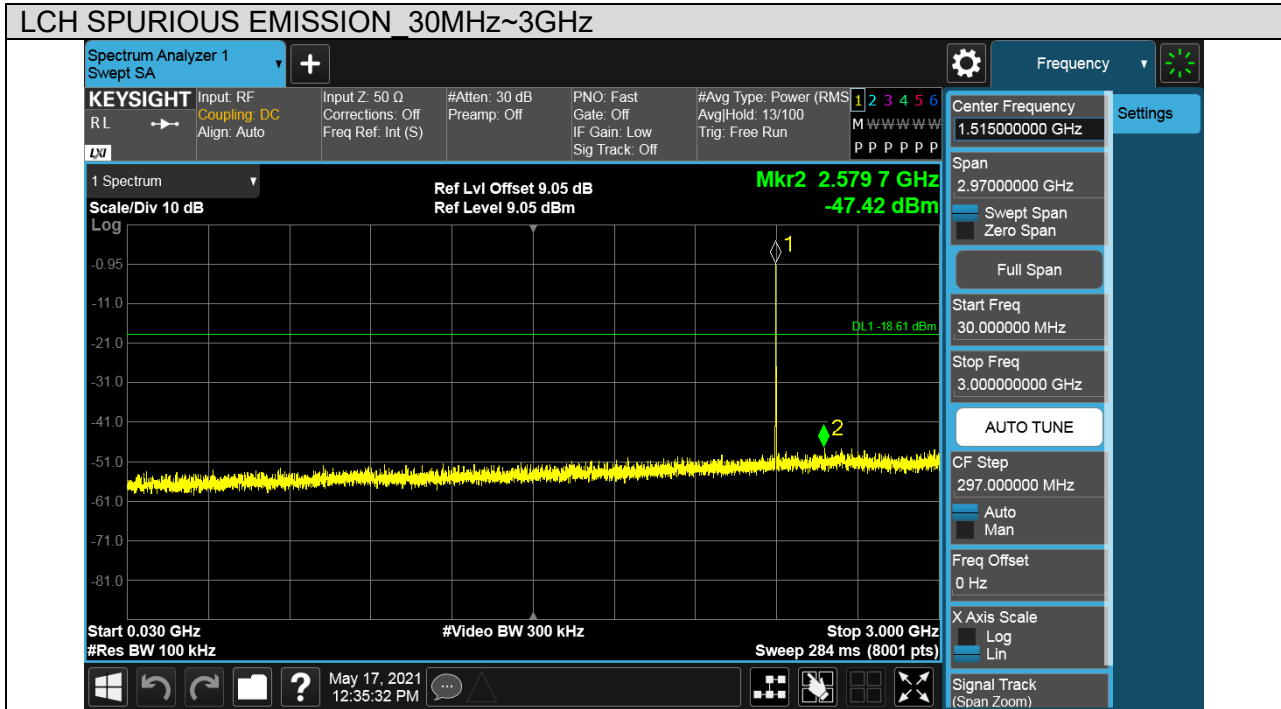 LCH SPURIOUS EMISSION_30MHz~3GHz
Spectrum Analyzer 1
Swept SA
+
Frequency
KEYSIGHT
RL
LXI
Input: RF
Coupling: DC
Align: Auto
Input Z: 50 Ω
Corrections: Off
Freq Ref: Int (S)
#Atten: 30 dB
Preamp: Off
PNO: Fast
Gate: Off
IF Gain: Low
Sig Track: Off
#Avg Type: Power (RMS
Avg|Hold: 13/100
Trig: Free Run
1 2 3 4 5 6
M W W W W W
P P P P P P
1 Spectrum
Scale/Div 10 dB
Log
Ref Lvl Offset 9.05 dB
Ref Level 9.05 dBm
Mkr2 2.579 7 GHz
-47.42 dBm
1
-0.95
-11.0
DL1 -18.61 dBm
-21.0
-31.0
-41.0
2
-51.0
-61.0
-71.0
-81.0
Start 0.030 GHz
#Res BW 100 kHz
#Video BW 300 kHz
Stop 3.000 GHz
Sweep 284 ms (8001 pts)
Center Frequency
1.515000000 GHz
Settings
Span
2.97000000 GHz
Swept Span
Zero Span
Full Span
Start Freq
30.000000 MHz
Stop Freq
3.000000000 GHz
AUTO TUNE
CF Step
297.000000 MHz
Auto
Man
Freq Offset
0 Hz
X Axis Scale
Log
Lin
Signal Track
(Span Zoom)
?
May 17, 2021
12:35:32 PM